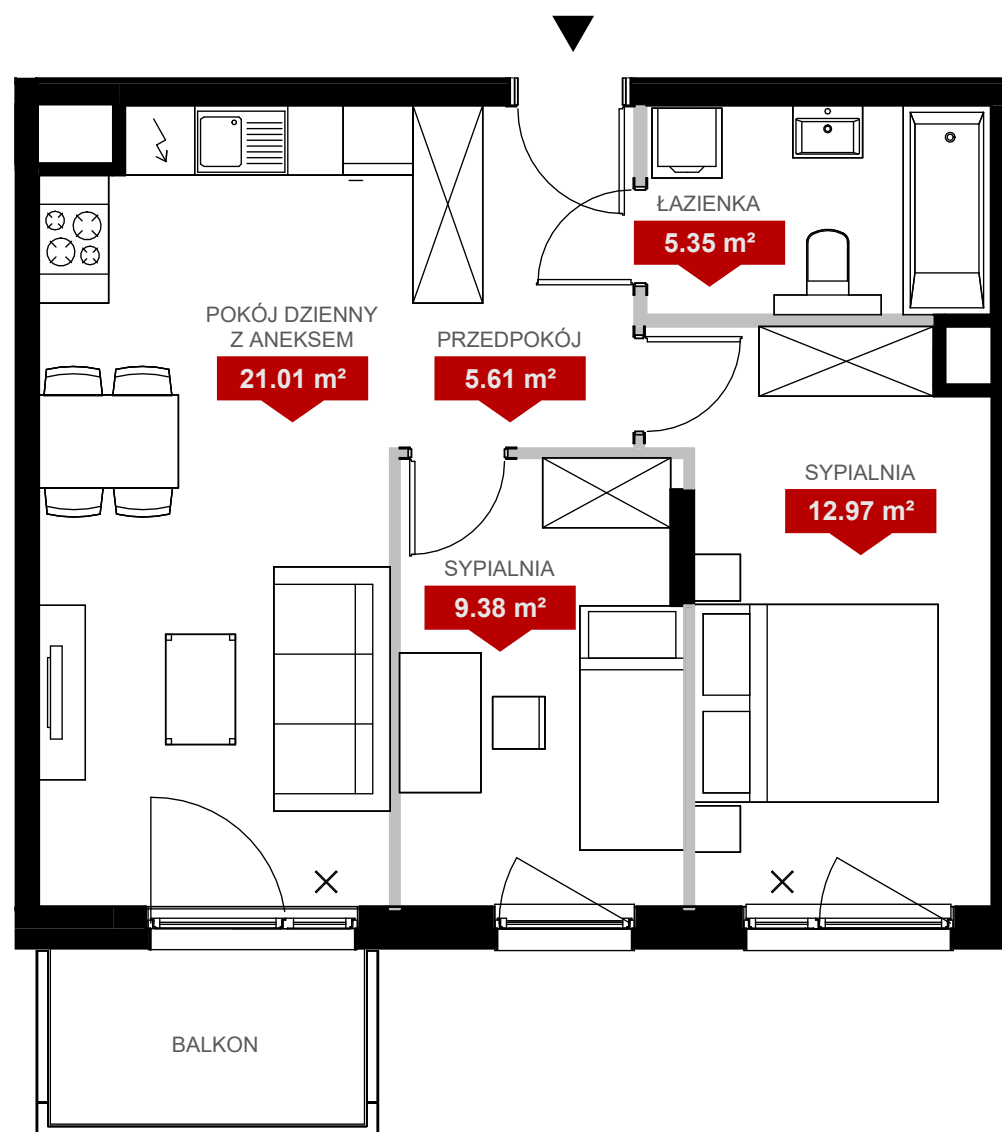 ŁAZIENKA
5.35 m²
POKÓJ DZIENNY
Z ANEKSEM
21.01 m²
PRZEDPOKÓJ
5.61 m²
SYPIALNIA
12.97 m²
SYPIALNIA
9.38 m²
BALKON